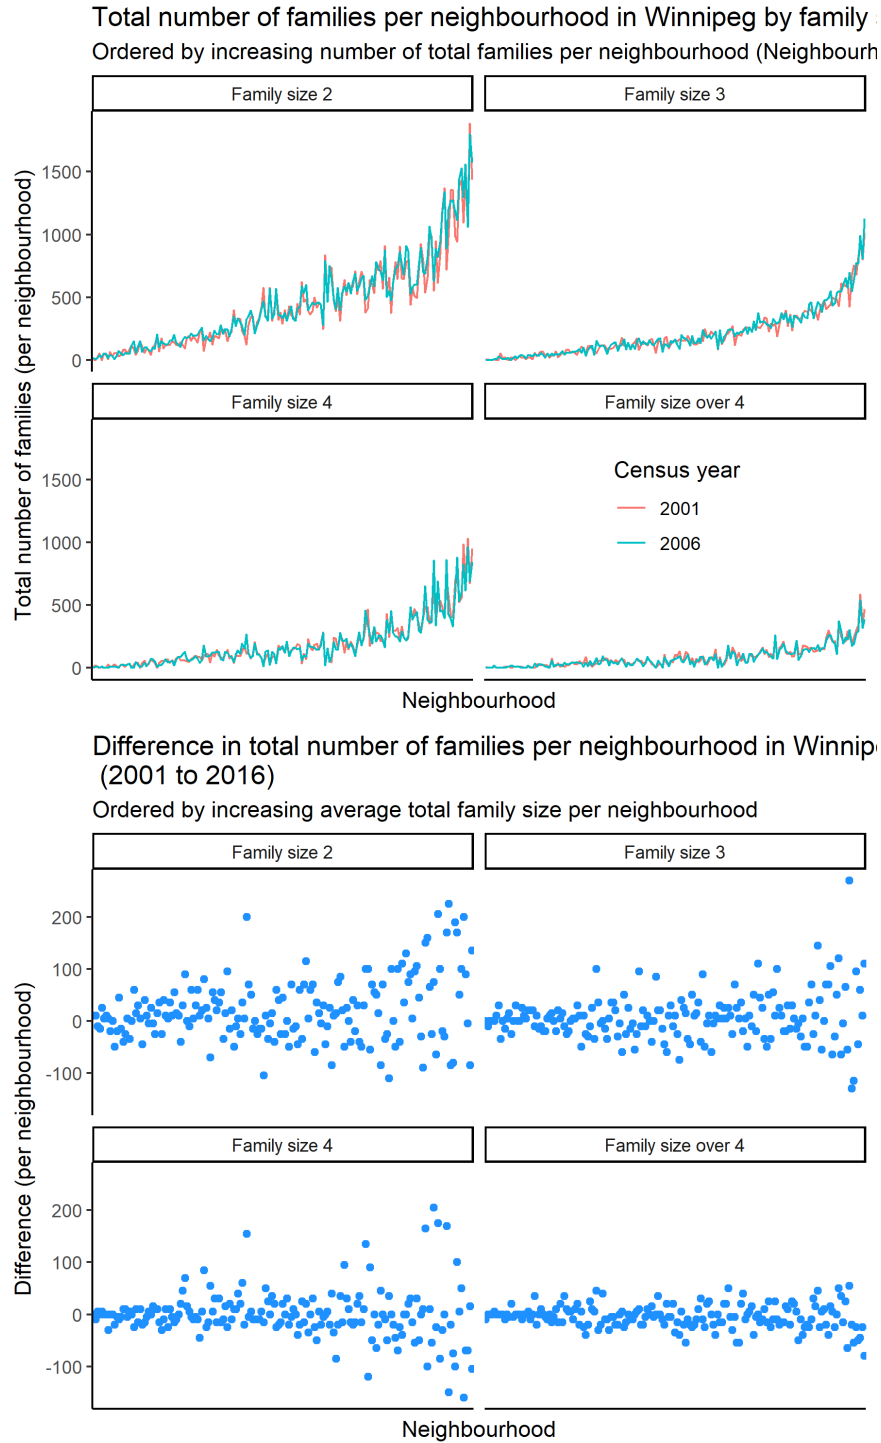 Total number of families per neighbourhood in Winnipeg by family
Ordered by increasing number of total families per neighbourhood (Neighbourh
Family size 2
Family size 3
1500
1000
500
0
Family size 4
Family size over 4
1500
1000
500
0
Total number of families (per neighbourhood)
Census year
2001
2006
Neighbourhood
Difference in total number of families per neighbourhood in Winnip
(2001 to 2016)
Ordered by increasing average total family size per neighbourhood
Family size 2
Family size 3
200
100
0
-100
Family size 4
Family size over 4
200
100
0
-100
Difference (per neighbourhood)
Neighbourhood